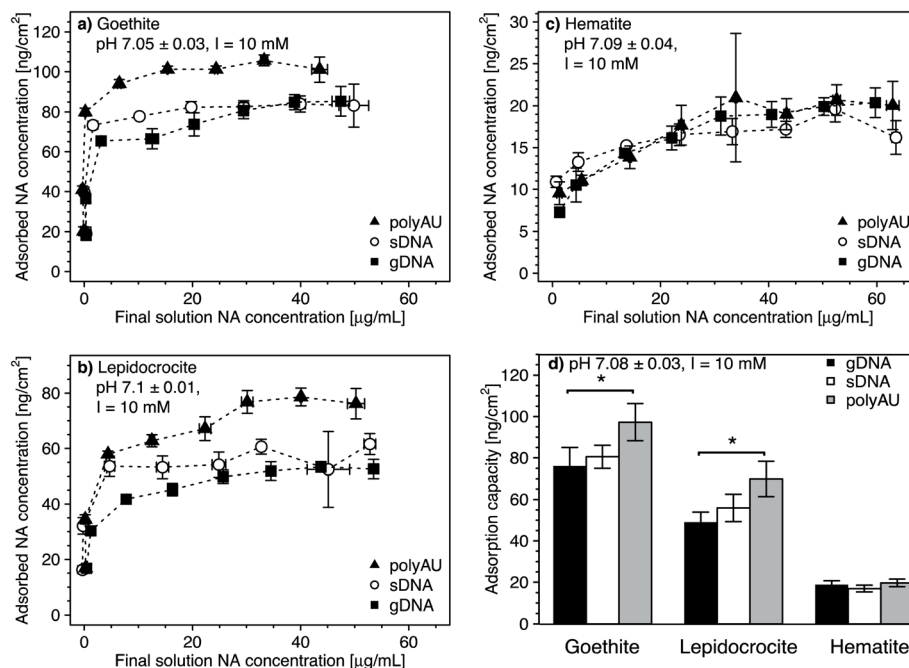 a) Goethite
pH 7.05 ± 0.03, I = 10 mM
Adsorbed NA concentration [ng/cm²]
120
100
80
60
40
20
0
polyAU
sDNA
gDNA
0 20 40 60
Final solution NA concentration [µg/mL]
c) Hematite
pH 7.09 ± 0.04,
I = 10 mM
Adsorbed NA concentration [ng/cm²]
30
25
20
15
10
5
0
polyAU
sDNA
gDNA
0 20 40 60
Final solution NA concentration [µg/mL]
b) Lepidocrocite
pH 7.1 ± 0.01,
I = 10 mM
Adsorbed NA concentration [ng/cm²]
80
60
40
20
0
polyAU
sDNA
gDNA
0 20 40 60
Final solution NA concentration [µg/mL]
d) pH 7.08 ± 0.03, I = 10 mM
Adsorption capacity [ng/cm²]
120
100
80
60
40
20
0
gDNA
sDNA
polyAU
*
*
Goethite Lepidocrocite Hematite